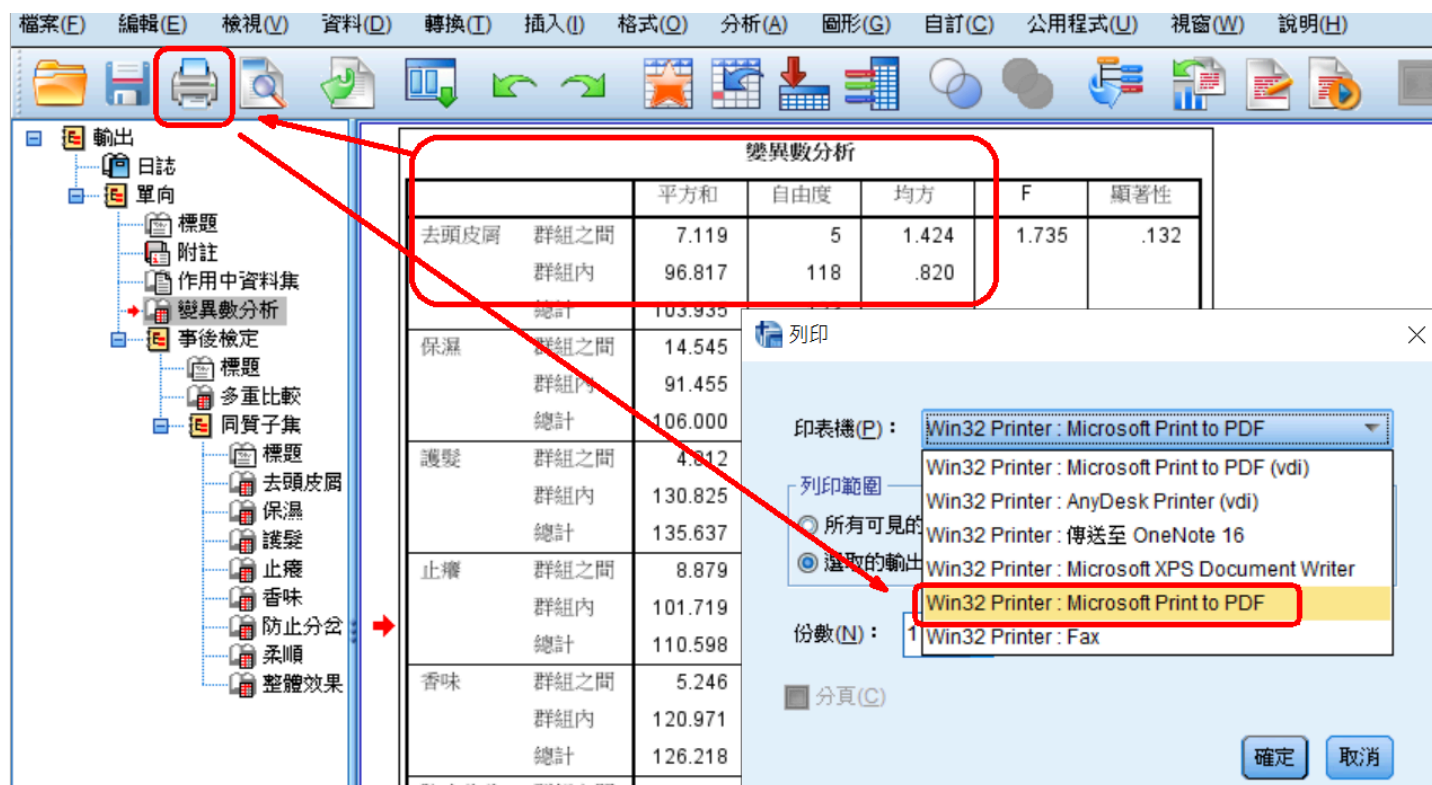 檔案(F) 編輯(E) 檢視(V) 資料(D) 轉換(T) 插入(I) 格式(O) 分析(A) 圖形(G) 自訂(C) 公用程式(U) 視窗(W) 說明(H)
輸出
日誌
單向
標題
附註
作用中資料集
變異數分析
事後檢定
標題
多重比較
同質子集
標題
去頭皮屑
保濕
護髮
止癢
香味
防止分岔
柔順
整體效果
變異數分析
平方和 自由度 均方 F 顯著性
去頭皮屑 群組之間 7.119 5 1.424 1.735 .132
群組內 96.817 118 .820
總計 103.935
保濕 群組之間 14.545
群組內 91.455
總計 106.000
護髮 群組之間 4.812
群組內 130.825
總計 135.637
止癢 群組之間 8.879
群組內 101.719
總計 110.598
香味 群組之間 5.246
群組內 120.971
總計 126.218
列印
印表機(P)： Win32 Printer : Microsoft Print to PDF
Win32 Printer : Microsoft Print to PDF (vdi)
Win32 Printer : AnyDesk Printer (vdi)
Win32 Printer : 傳送至 OneNote 16
Win32 Printer : Microsoft XPS Document Writer
Win32 Printer : Microsoft Print to PDF
Win32 Printer : Fax
列印範圍
所有可見的
選取的輸出
份數(N)： 1
分頁(C)
確定 取消